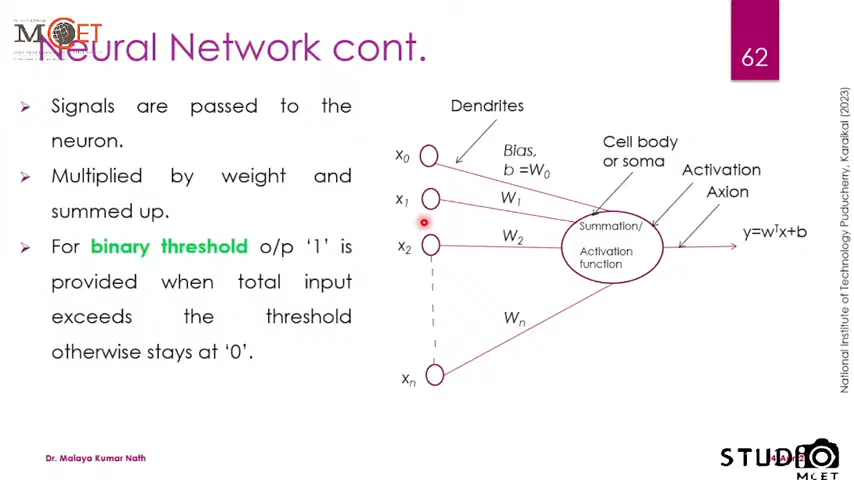 MCET
Neural Network cont.
62
➢ Signals are passed to the
neuron.
➢ Multiplied by weight and
summed up.
➢ For binary threshold o/p ‘1’ is
provided when total input
exceeds the threshold
otherwise stays at ‘0’.
Dendrites
x0
Bias,
b =W0
Cell body
or soma
Activation
Axion
x1
W1
x2
W2
Summation/
Activation
function
y=wTx+b
Wn
xn
National Institute of Technology Puducherry, Karaikal (2023)
Dr. Malaya Kumar Nath
STUDIO
MCET